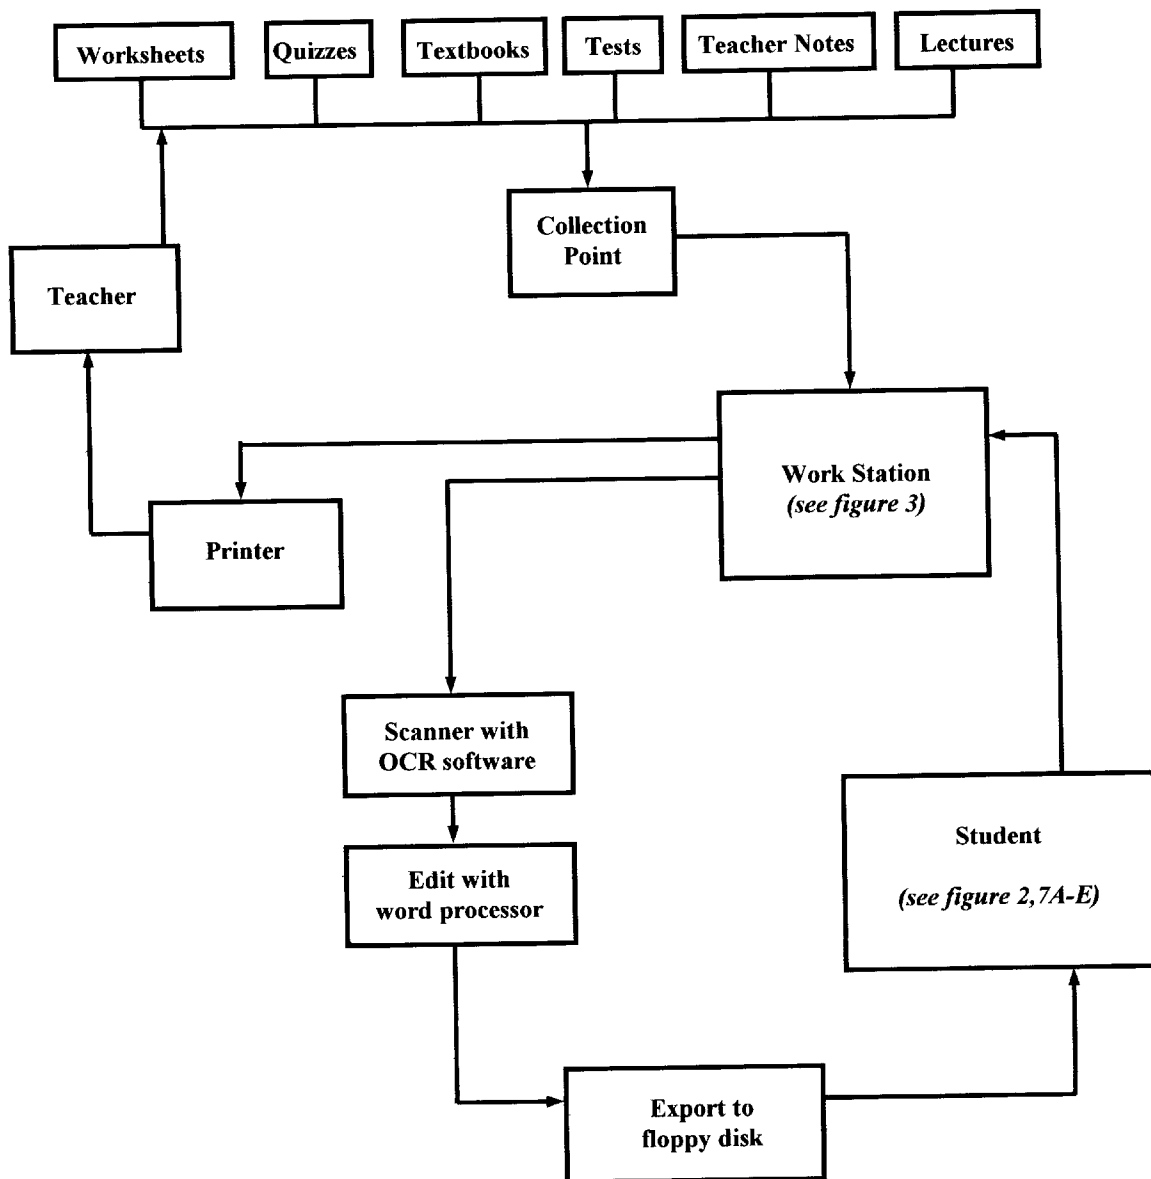 Worksheets
Quizzes
Textbooks
Tests
Teacher Notes
Lectures
Collection
Point
Teacher
Work Station
(see figure 3)
Printer
Scanner with
OCR software
Student
(see figure 2,7A-E)
Edit with
word processor
Export to
floppy disk